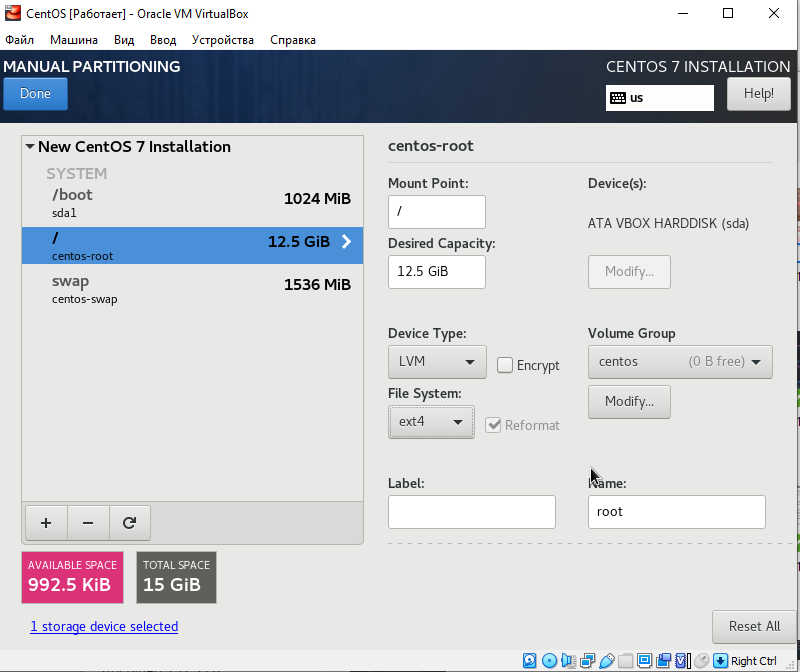 CentOS [Работает] - Oracle VM VirtualBox
Файл Машина Вид Ввод Устройства Справка
MANUAL PARTITIONING
CENTOS 7 INSTALLATION
Done
us
Help!
New CentOS 7 Installation
SYSTEM
/boot
1024 MiB
sda1
/
12.5 GiB
centos-root
swap
1536 MiB
centos-swap
+ −
AVAILABLE SPACE
992.5 KiB
TOTAL SPACE
15 GiB
1 storage device selected
centos-root
Mount Point:
/
Desired Capacity:
12.5 GiB
Device(s):
ATA VBOX HARDDISK (sda)
Modify...
Device Type:
LVM
Encrypt
Volume Group
centos (0 B free)
File System:
ext4
Reformat
Modify...
Label:
Name:
root
Reset All
Right Ctrl